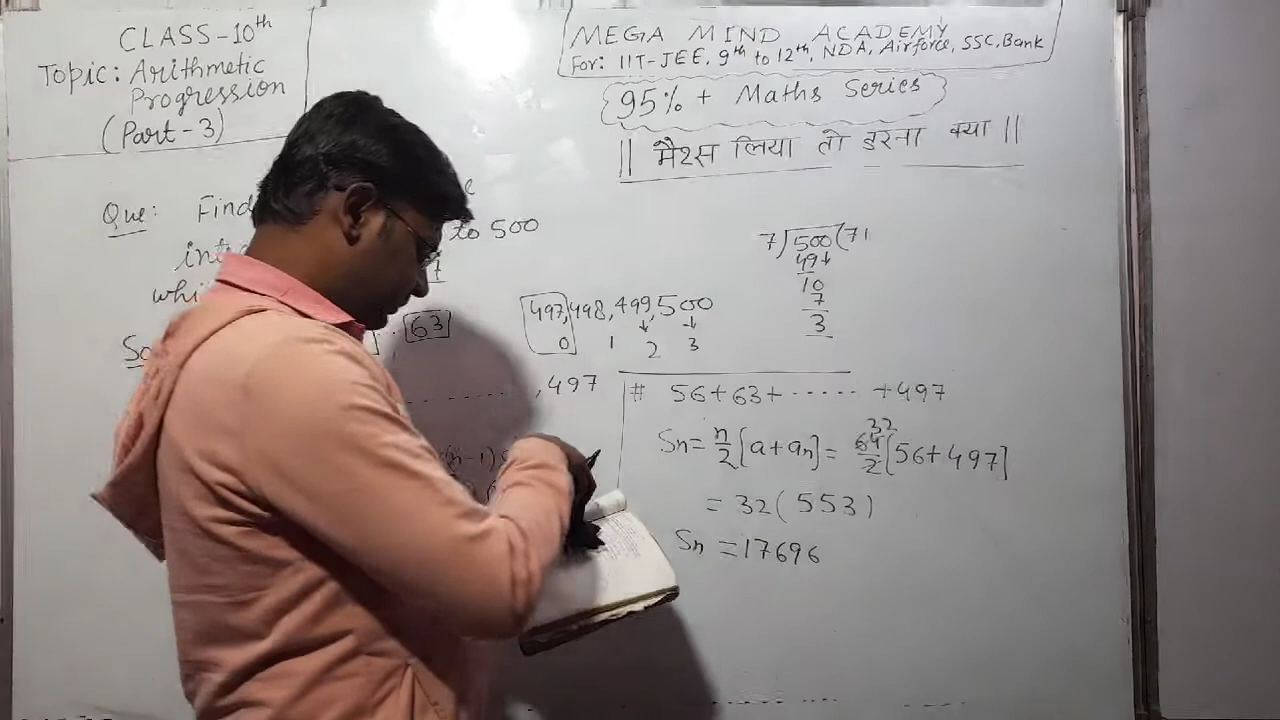 CLASS-10th
Topic: Arithmetic
Progression
(Part-3)
MEGA MIND ACADEMY
For: IIT-JEE, 9th to 12th, NDA, Airforce, SSC, Bank
95% + Maths Series
|| मैथ्स लिया तो डरना क्या ||
Que: Find
to 500
7
63
497, 498, 499, 500
0 1 2 3
, 497
(n-1)
7)500(71
49↓
10
7
3
# 56+63+ ...... +497
Sn = n/2 [a+an] = 64/2 [56+497]
32
= 32(553)
Sn = 17696